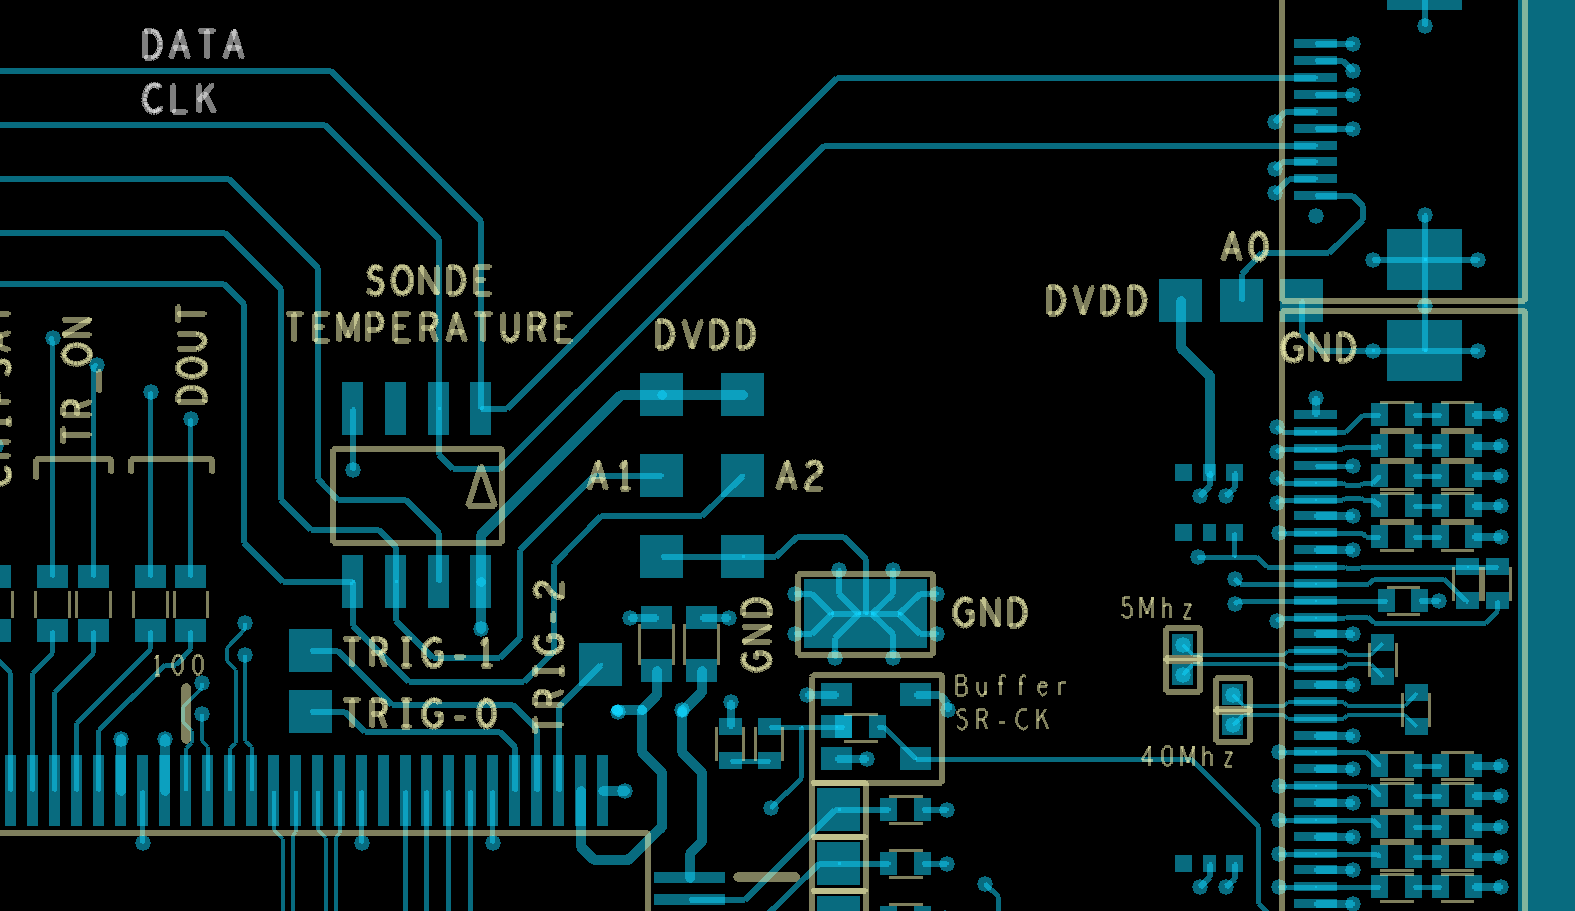 DATA
CLK
SONDE
TEMPERATURE
DVDD
A0
DVDD
GND
TR_ON
DOUT
A1
A2
GND
GND
TRIG-1
TRIG-2
TRIG-0
100
5Mhz
Buffer
SR-CK
40Mhz